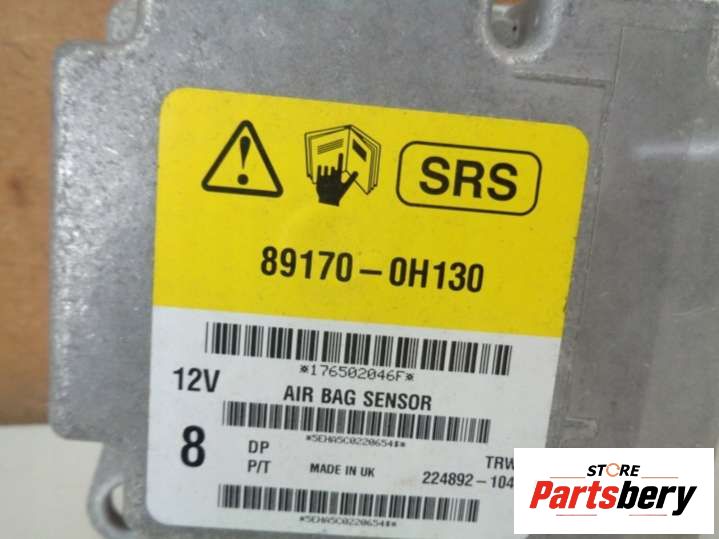 SRS
89170-0H130
*176502046F*
12V AIR BAG SENSOR
*5EHA5C0220654$*
8 DP TRW
P/T MADE IN UK 224892-104
*5EHA5C0220654$*
STORE
Partsbery